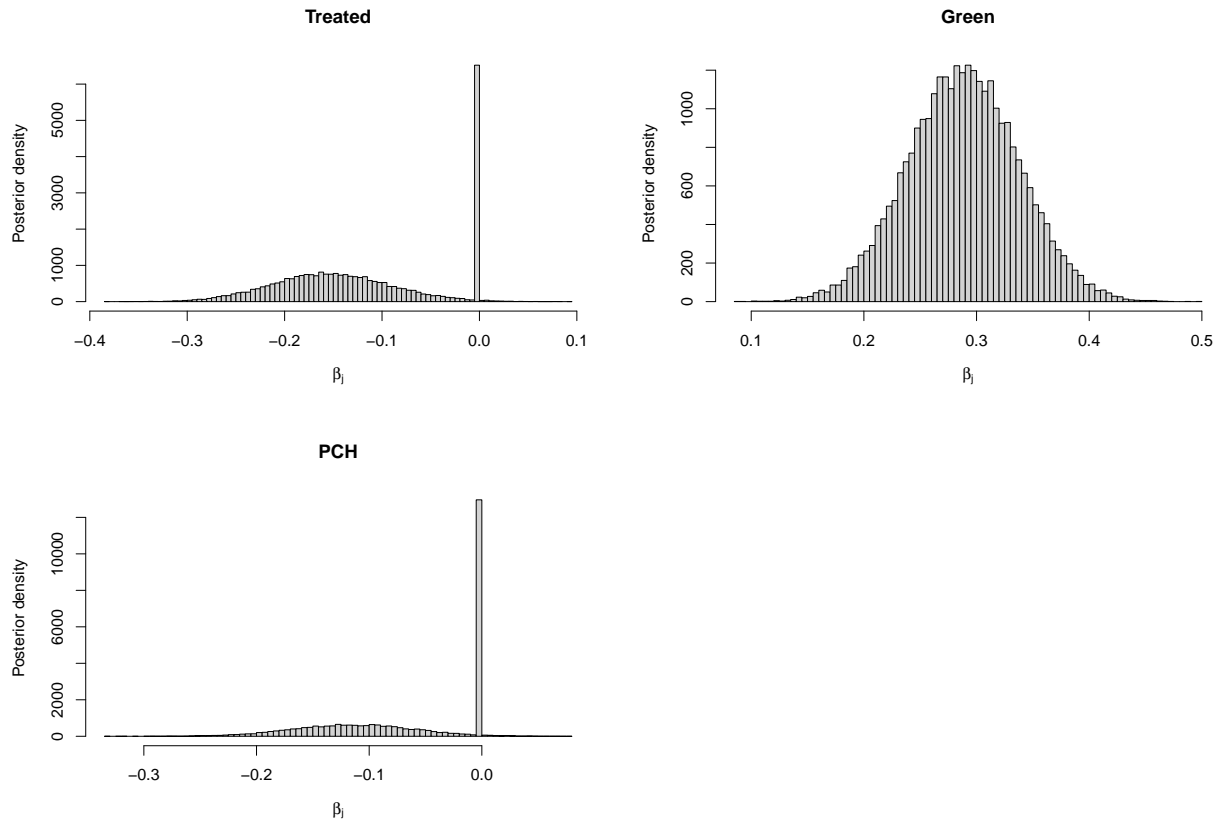 Treated
Posterior density
0 1000 3000 5000
−0.4 −0.3 −0.2 −0.1 0.0 0.1
βj
Green
Posterior density
0 200 600 1000
0.1 0.2 0.3 0.4 0.5
βj
PCH
Posterior density
0 2000 6000 10000
−0.3 −0.2 −0.1 0.0
βj